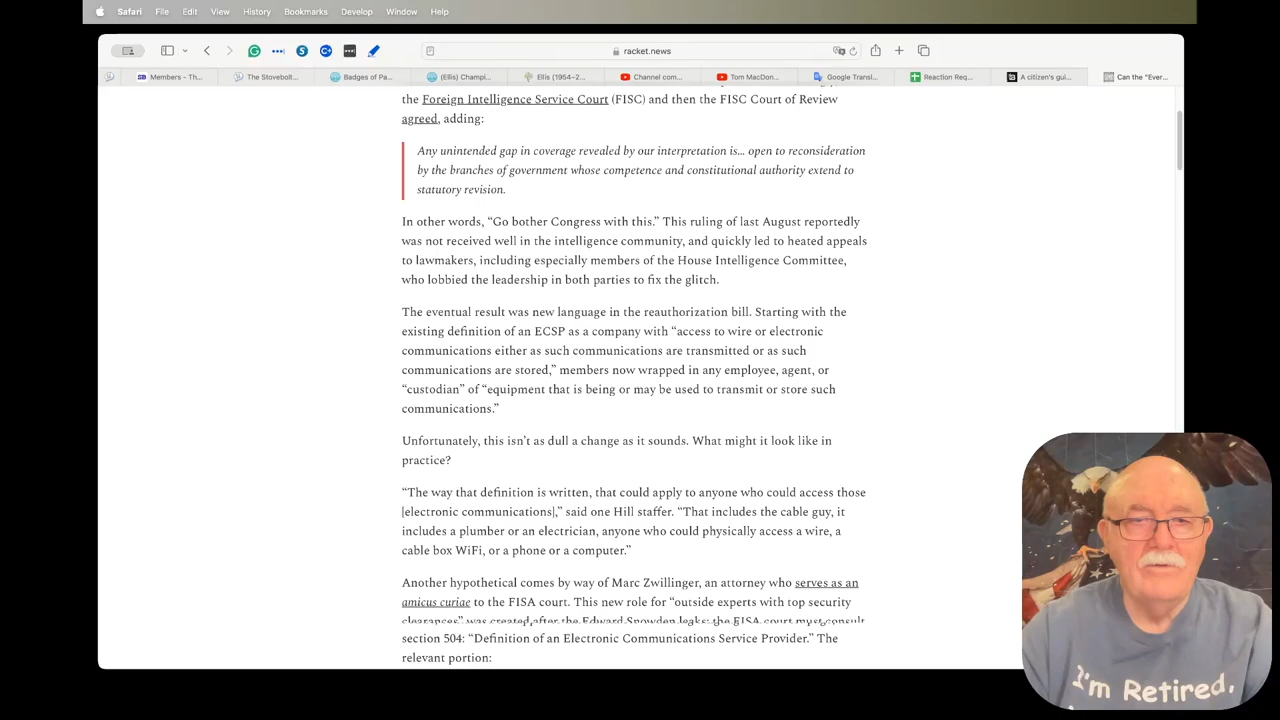 Safari File Edit View History Bookmarks Develop Window Help
racket.news
Members - Th... The Stovebolt... Badges of Pa... (Ellis) Champi... Ellis (1954–2... Channel com... Tom MacDon... Google Transl... Reaction Req... A citizen's gui... Can the "Ever...
the Foreign Intelligence Service Court (FISC) and then the FISC Court of Review
agreed, adding:
Any unintended gap in coverage revealed by our interpretation is… open to reconsideration
by the branches of government whose competence and constitutional authority extend to
statutory revision.
In other words, “Go bother Congress with this.” This ruling of last August reportedly
was not received well in the intelligence community, and quickly led to heated appeals
to lawmakers, including especially members of the House Intelligence Committee,
who lobbied the leadership in both parties to fix the glitch.
The eventual result was new language in the reauthorization bill. Starting with the
existing definition of an ECSP as a company with “access to wire or electronic
communications either as such communications are transmitted or as such
communications are stored,” members now wrapped in any employee, agent, or
“custodian” of “equipment that is being or may be used to transmit or store such
communications.”
Unfortunately, this isn’t as dull a change as it sounds. What might it look like in
practice?
“The way that definition is written, that could apply to anyone who could access those
[electronic communications],” said one Hill staffer. “That includes the cable guy, it
includes a plumber or an electrician, anyone who could physically access a wire, a
cable box WiFi, or a phone or a computer.”
Another hypothetical comes by way of Marc Zwillinger, an attorney who serves as an
amicus curiae to the FISA court. This new role for “outside experts with top security
clearances” was created after the Edward Snowden leaks; the FISA court must consult
section 504: “Definition of an Electronic Communications Service Provider.” The
relevant portion:
I'm Retired.